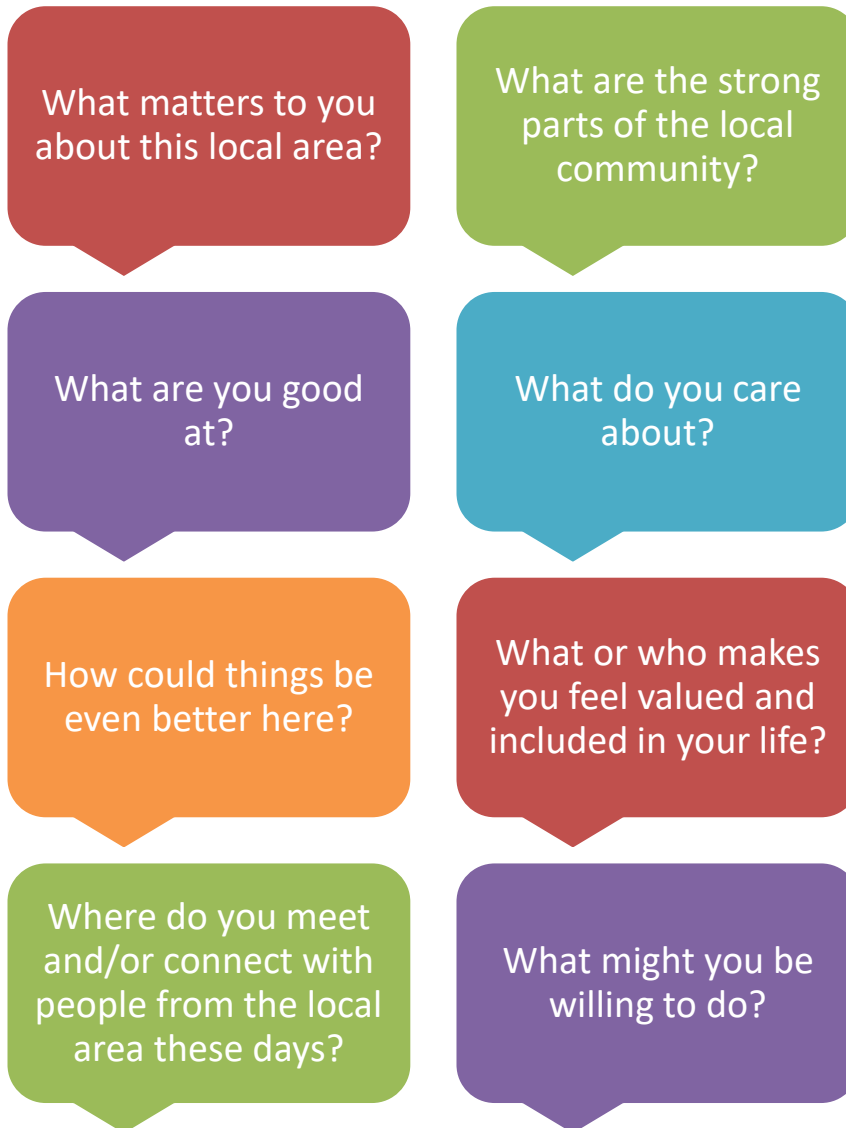 What matters to you
about this local area?
What are the strong
parts of the local
community?
What are you good
at?
What do you care
about?
How could things be
even better here?
What or who makes
you feel valued and
included in your life?
Where do you meet
and/or connect with
people from the local
area these days?
What might you be
willing to do?